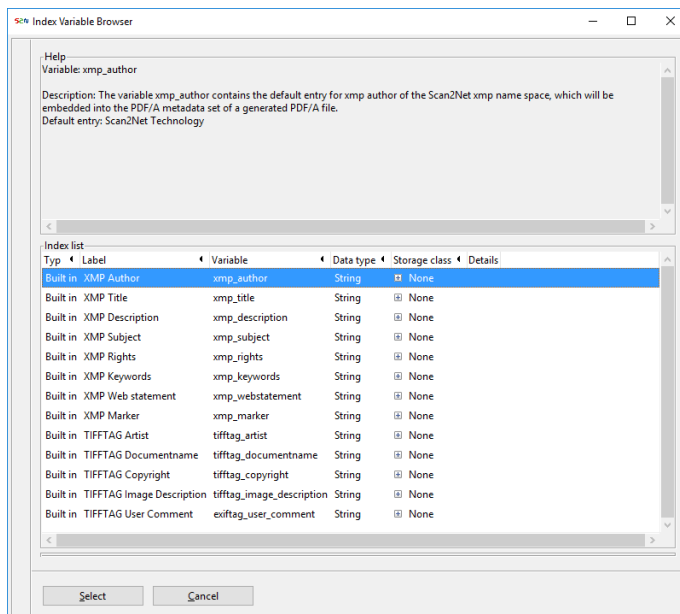 S2N Index Variable Browser
Help
Variable: xmp_author
Description: The variable xmp_author contains the default entry for xmp author of the Scan2Net xmp name space, which will be
embedded into the PDF/A metadata set of a generated PDF/A file.
Default entry: Scan2Net Technology
Index list
Typ Label Variable Data type Storage class Details
Built in XMP Author xmp_author String None
Built in XMP Title xmp_title String None
Built in XMP Description xmp_description String None
Built in XMP Subject xmp_subject String None
Built in XMP Rights xmp_rights String None
Built in XMP Keywords xmp_keywords String None
Built in XMP Web statement xmp_webstatement String None
Built in XMP Marker xmp_marker String None
Built in TIFFTAG Artist tifftag_artist String None
Built in TIFFTAG Documentname tifftag_documentname String None
Built in TIFFTAG Copyright tifftag_copyright String None
Built in TIFFTAG Image Description tifftag_image_description String None
Built in TIFFTAG User Comment exiftag_user_comment String None
Select Cancel